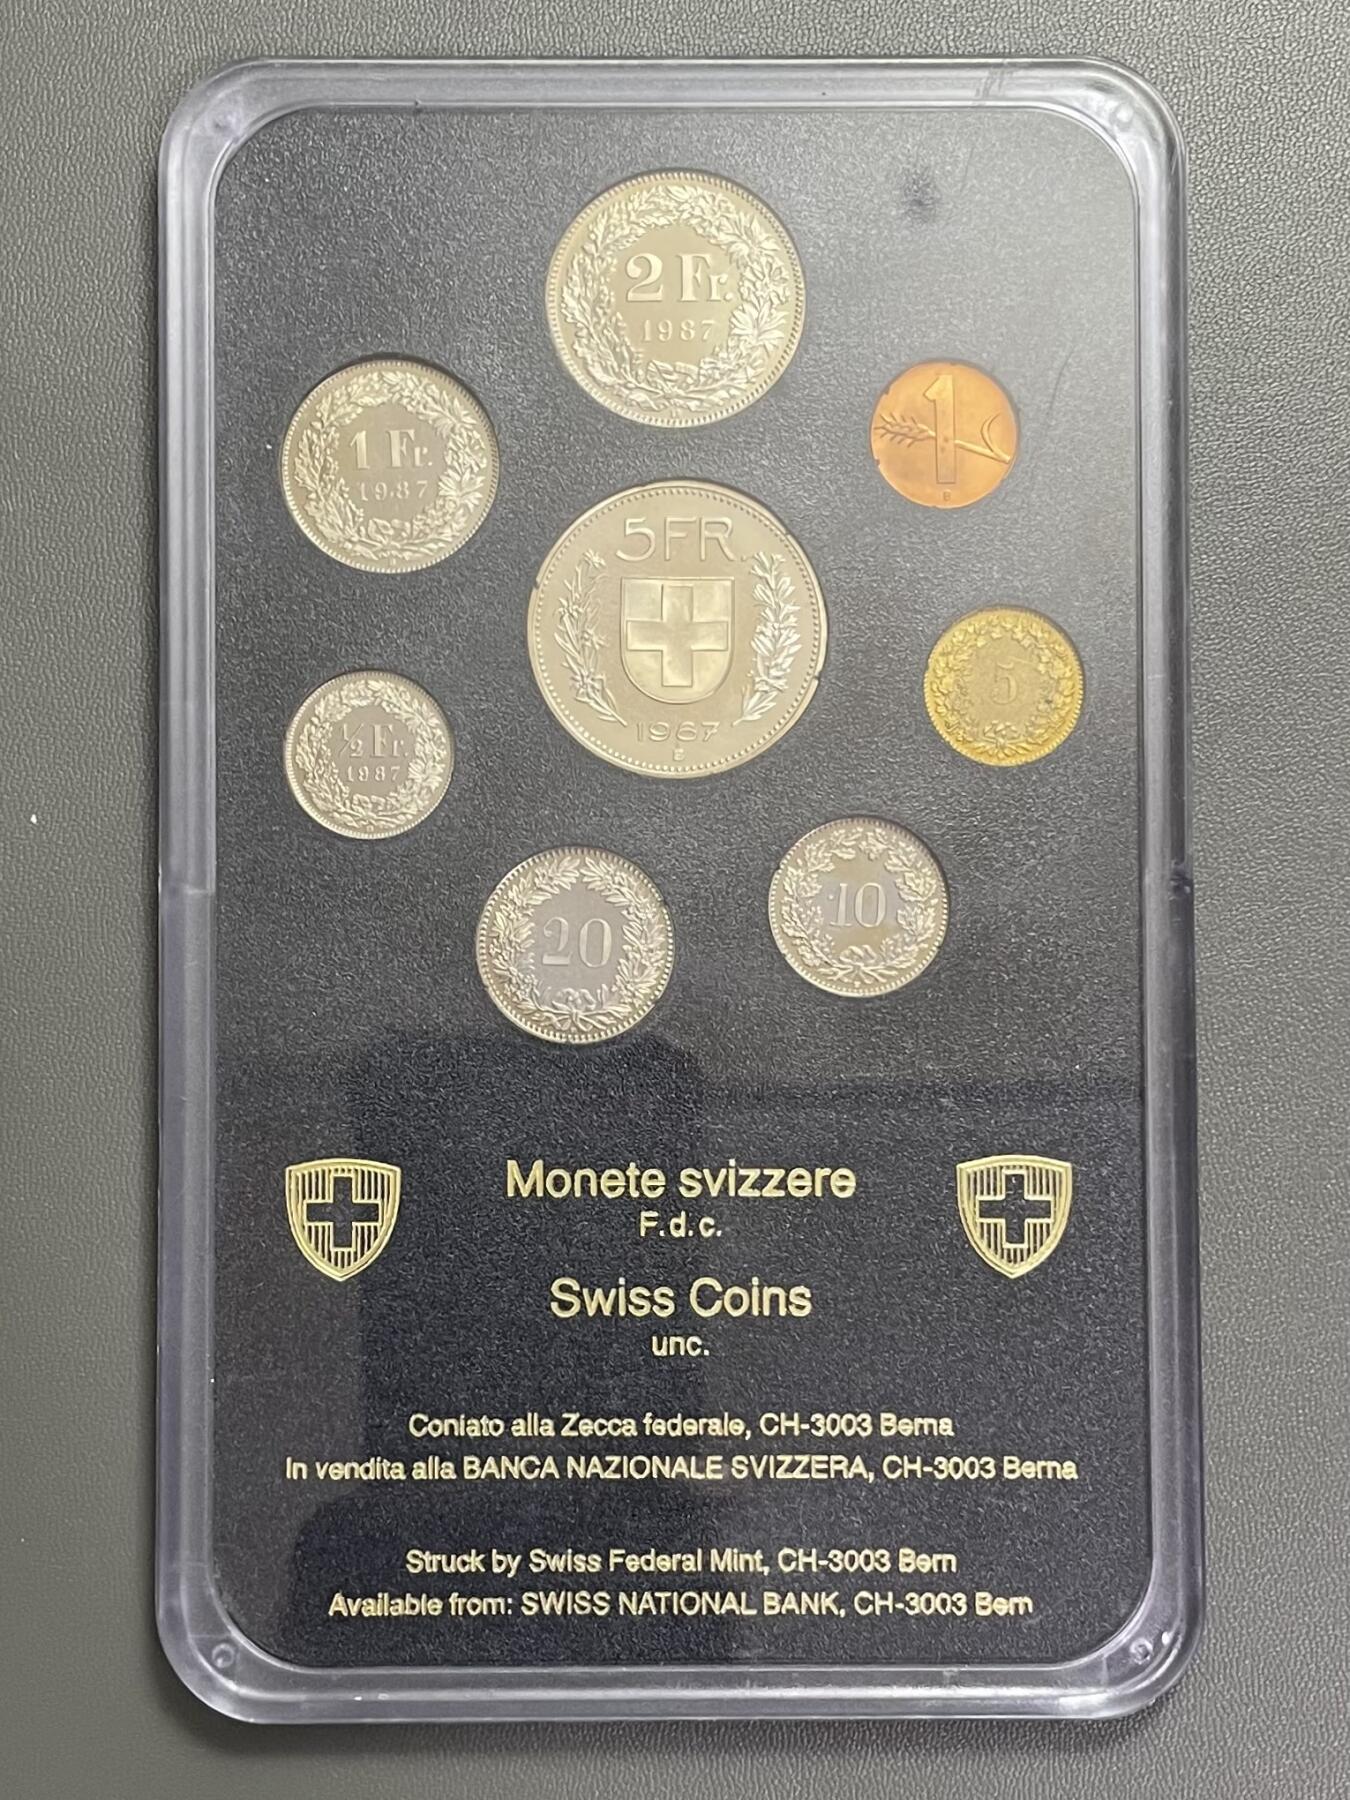 2 Fr.
1987
1 Fr.
1987
1
B
5 FR.
1987
B
5
½ Fr.
1987
10
20
Monete svizzere
F.d.c.
Swiss Coins
unc.
Coniato alla Zecca federale, CH-3003 Berna
In vendita alla BANCA NAZIONALE SVIZZERA, CH-3003 Berna
Struck by Swiss Federal Mint, CH-3003 Bern
Available from: SWISS NATIONAL BANK, CH-3003 Bern